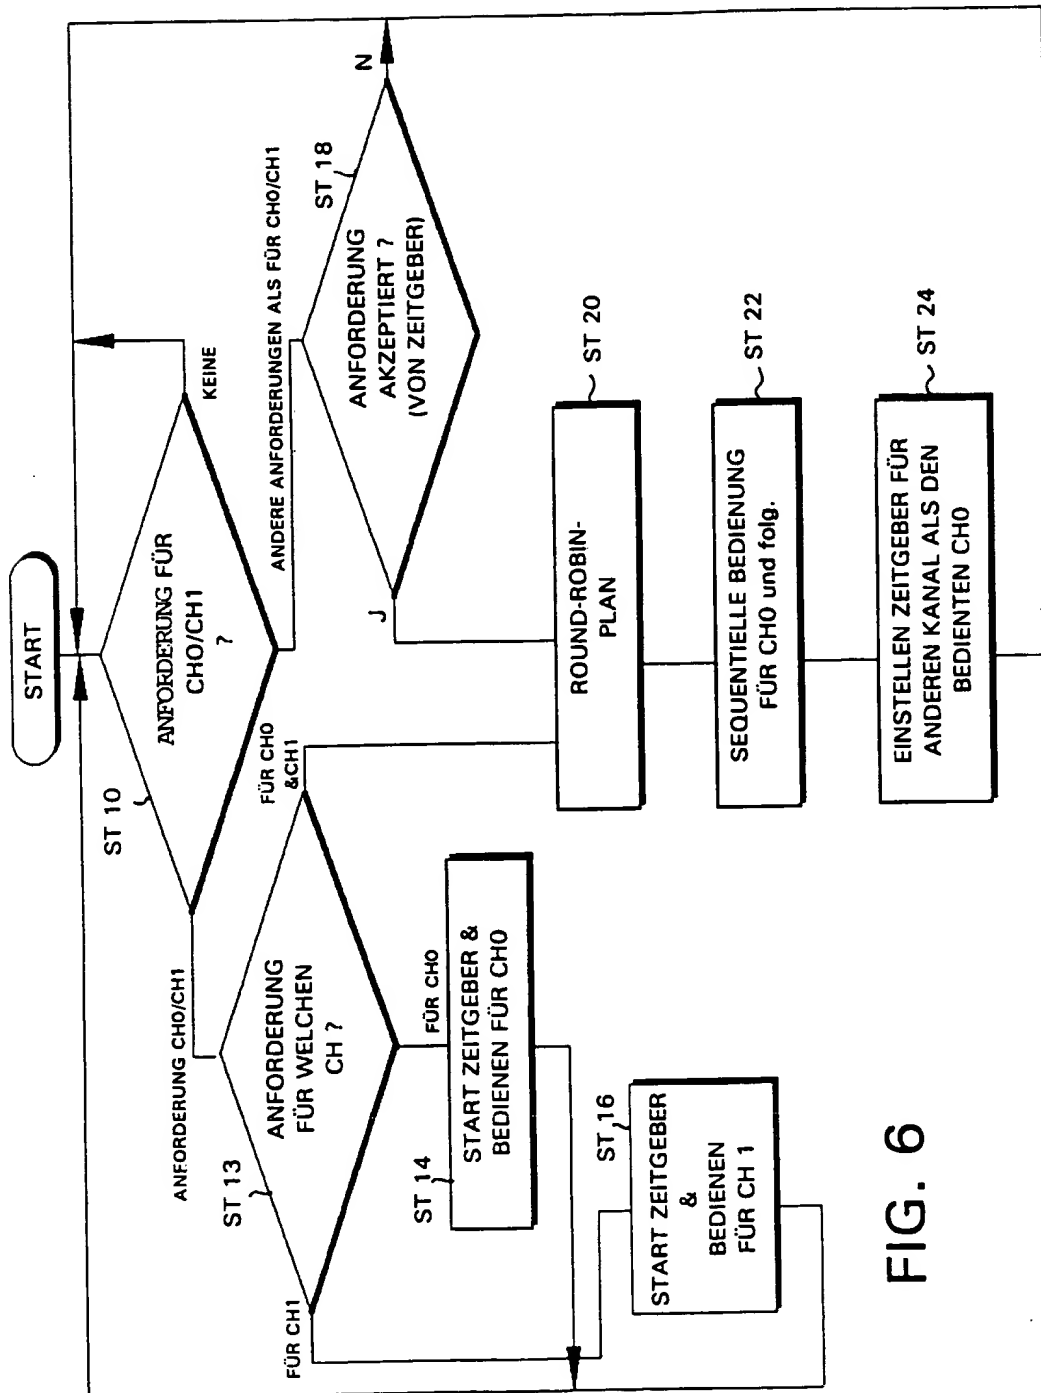 START
ANFORDERUNG FÜR
CH0/CH1
?
ST 10
KEINE
ANFORDERUNG CH0/CH1
ANDERE ANFORDERUNGEN ALS FÜR CH0/CH1
ANFORDERUNG
FÜR WELCHEN
CH ?
ST 13
FÜR CH1
FÜR CH0
FÜR CH0
&CH1
ANFORDERUNG
AKZEPTIERT ?
(VON ZEITGEBER)
ST 18
N
J
START ZEITGEBER &
BEDIENEN FÜR CH0
ST 14
START ZEITGEBER
&
BEDIENEN
FÜR CH 1
ST 16
ROUND-ROBIN-
PLAN
ST 20
SEQUENTIELLE BEDIENUNG
FÜR CH0 und folg.
ST 22
EINSTELLEN ZEITGEBER FÜR
ANDEREN KANAL ALS DEN
BEDIENTEN CH0
ST 24
FIG. 6